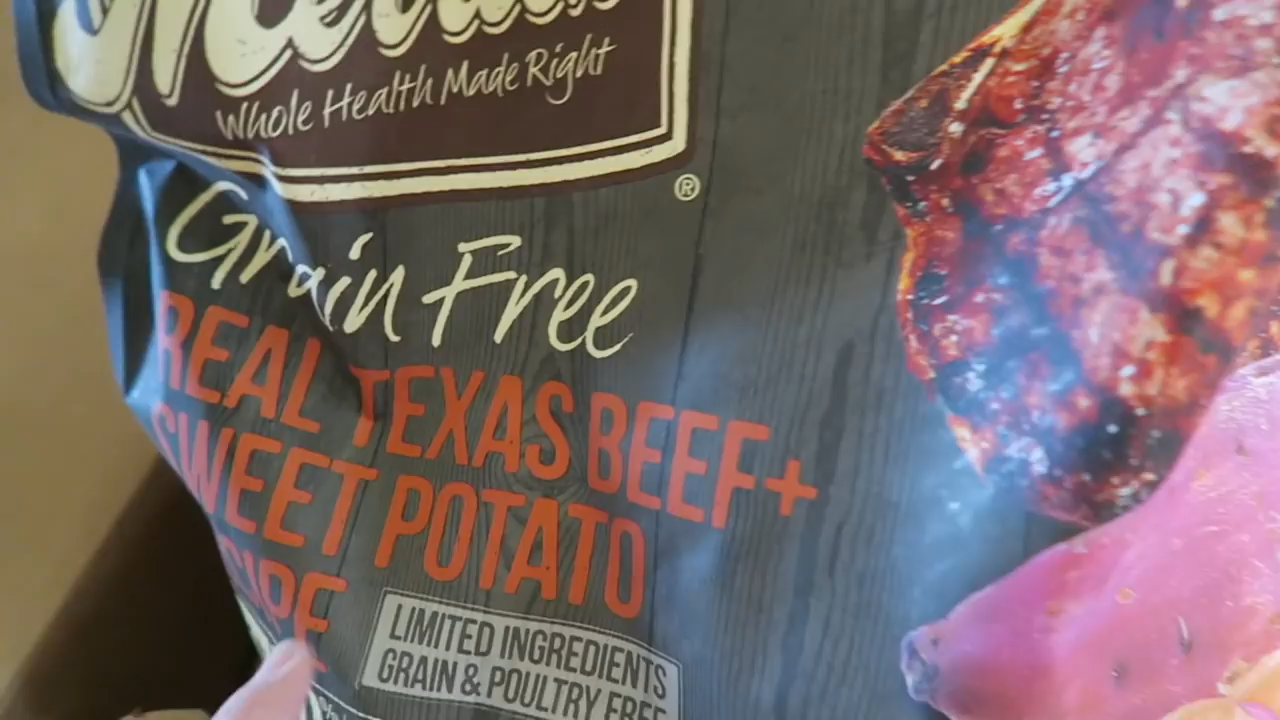 Whole Health Made Right
®
Grain Free
REAL TEXAS BEEF+
SWEET POTATO
LIMITED INGREDIENTS
GRAIN & POULTRY FREE